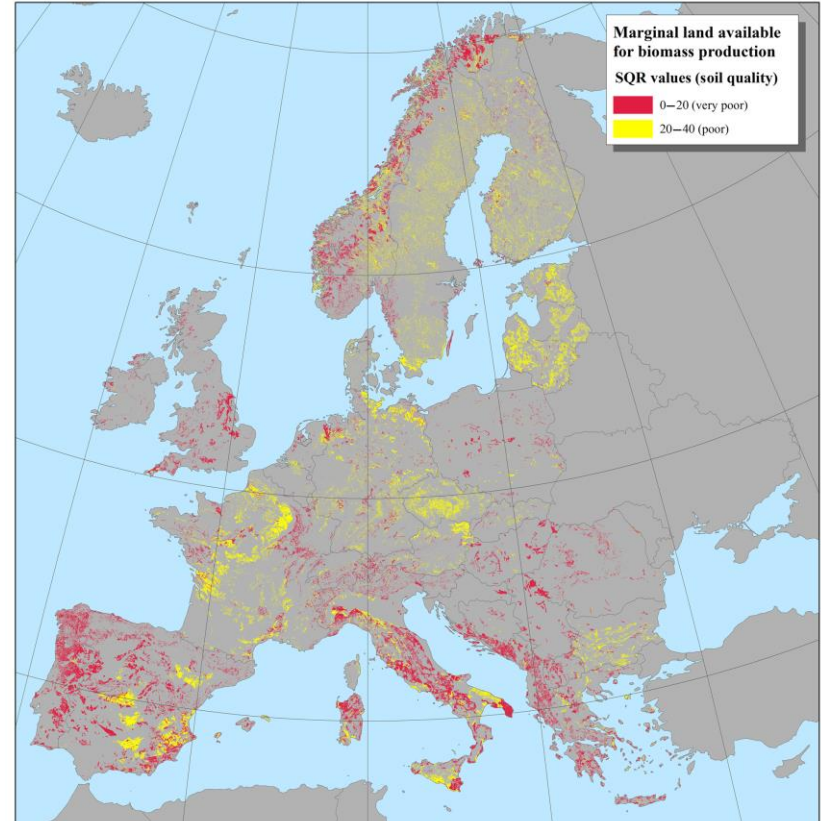 Marginal land available
for biomass production
SQR values (soil quality)
0–20 (very poor)
20–40 (poor)